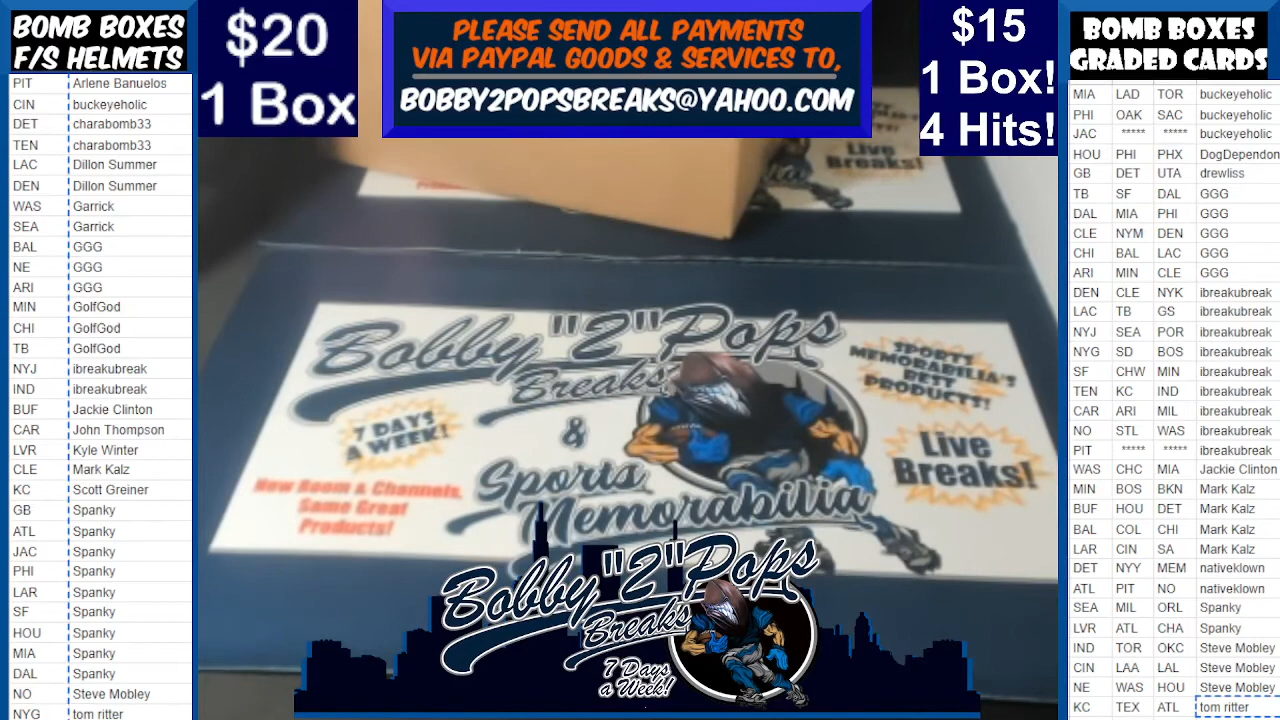 BOMB BOXES
F/S HELMETS
PIT Arlene Banuelos
CIN buckeyeholic
DET charabomb33
TEN charabomb33
LAC Dillon Summer
DEN Dillon Summer
WAS Garrick
SEA Garrick
BAL GGG
NE GGG
ARI GGG
MIN GolfGod
CHI GolfGod
TB GolfGod
NYJ ibreakubreak
IND ibreakubreak
BUF Jackie Clinton
CAR John Thompson
LVR Kyle Winter
CLE Mark Kalz
KC Scott Greiner
GB Spanky
ATL Spanky
JAC Spanky
PHI Spanky
LAR Spanky
SF Spanky
HOU Spanky
MIA Spanky
DAL Spanky
NO Steve Mobley
NYG tom ritter
$20
1 Box
PLEASE SEND ALL PAYMENTS
VIA PAYPAL GOODS & SERVICES TO,
BOBBY2POPSBREAKS@YAHOO.COM
Live
Breaks!
Bobby "2" Pops
Breaks
&
Sports
Memorabilia
7 DAYS
A WEEK!
New Room & Channels,
Same Great
Products!
SPORTS
MEMORABILIA'S
BEST
PRODUCTS!
Live
Breaks!
Bobby "2" Pops
Breaks
7 Days
a Week!
$15
1 Box!
4 Hits!
BOMB BOXES
GRADED CARDS
MIA LAD TOR buckeyeholic
PHI OAK SAC buckeyeholic
JAC ***** ***** buckeyeholic
HOU PHI PHX DogDependon
GB DET UTA drewliss
TB SF DAL GGG
DAL MIA PHI GGG
CLE NYM DEN GGG
CHI BAL LAC GGG
ARI MIN CLE GGG
DEN CLE NYK ibreakubreak
LAC TB GS ibreakubreak
NYJ SEA POR ibreakubreak
NYG SD BOS ibreakubreak
SF CHW MIN ibreakubreak
TEN KC IND ibreakubreak
CAR ARI MIL ibreakubreak
NO STL WAS ibreakubreak
PIT ***** ***** ibreakubreak
WAS CHC MIA Jackie Clinton
MIN BOS BKN Mark Kalz
BUF HOU DET Mark Kalz
BAL COL CHI Mark Kalz
LAR CIN SA Mark Kalz
DET NYY MEM nativeklown
ATL PIT NO nativeklown
SEA MIL ORL Spanky
LVR ATL CHA Spanky
IND TOR OKC Steve Mobley
CIN LAA LAL Steve Mobley
NE WAS HOU Steve Mobley
KC TEX ATL tom ritter